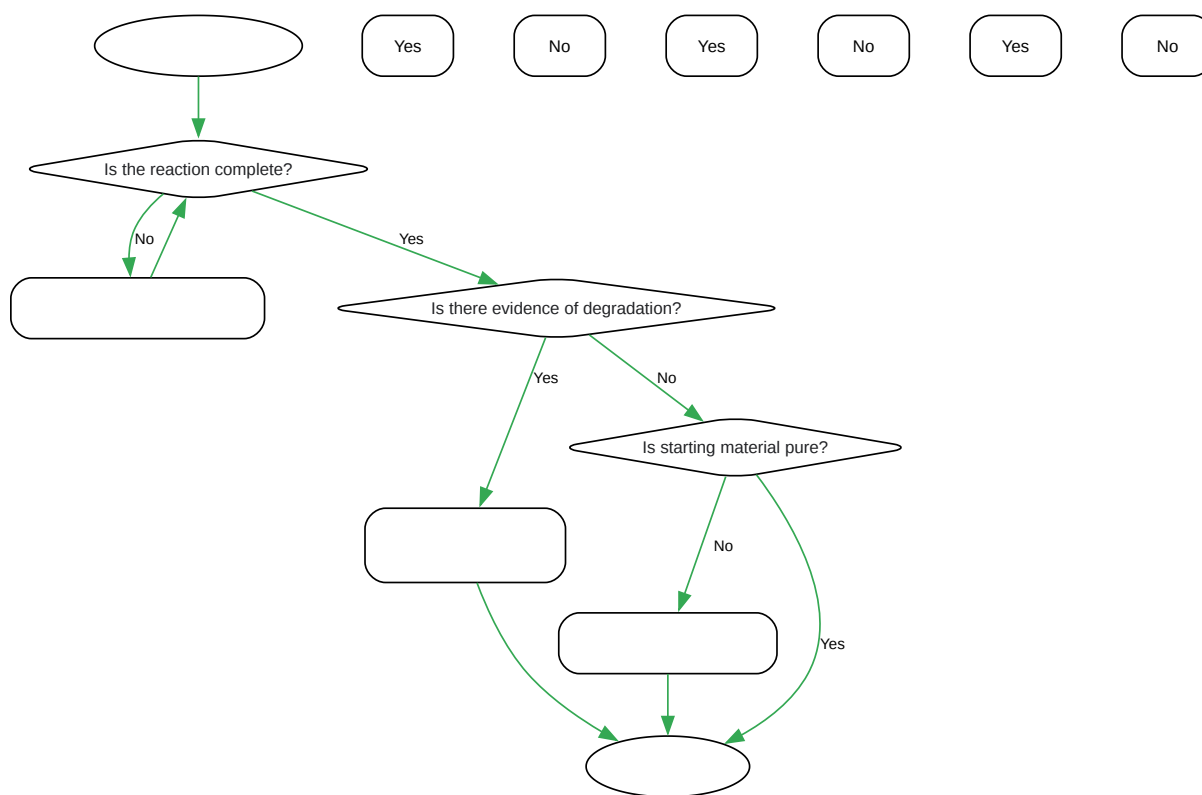 Yes
No
Yes
No
Yes
No
Is the reaction complete?
No
Yes
Is there evidence of degradation?
Yes
No
Is starting material pure?
No
Yes